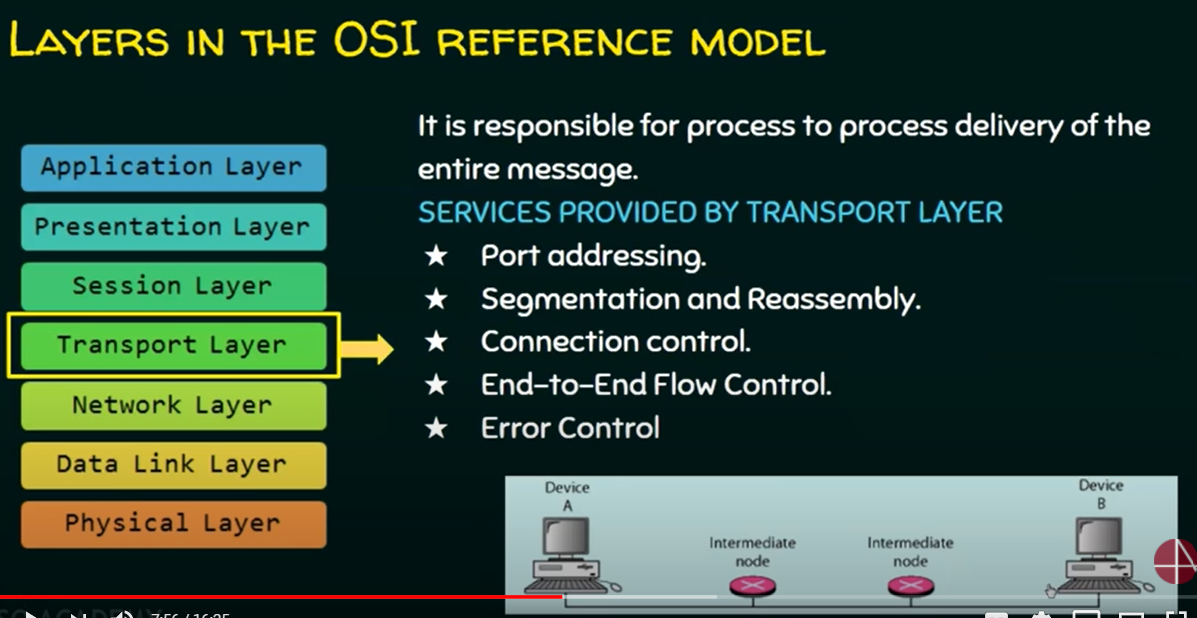 LAYERS IN THE OSI REFERENCE MODEL
Application Layer
Presentation Layer
Session Layer
Transport Layer
Network Layer
Data Link Layer
Physical Layer
It is responsible for process to process delivery of the
entire message.
SERVICES PROVIDED BY TRANSPORT LAYER
★ Port addressing.
★ Segmentation and Reassembly.
★ Connection control.
★ End-to-End Flow Control.
★ Error Control
Device
A
Intermediate
node
Intermediate
node
Device
B